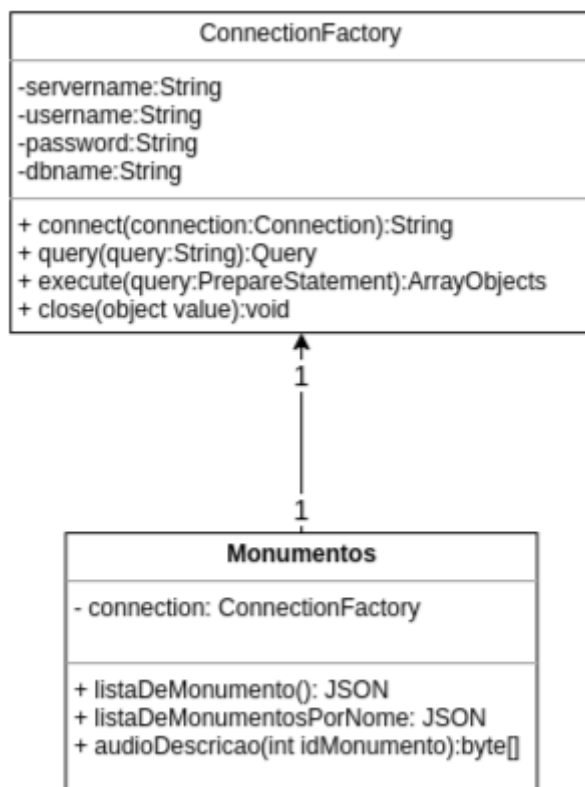 ConnectionFactory
-servername:String
-username:String
-password:String
-dbname:String
+ connect(connection:Connection):String
+ query(query:String):Query
+ execute(query:PrepareStatement):ArrayObjects
+ close(object value):void
1
1
Monumentos
- connection: ConnectionFactory
+ listaDeMonumento(): JSON
+ listaDeMonumentosPorNome: JSON
+ audioDescricao(int idMonumento):byte[]